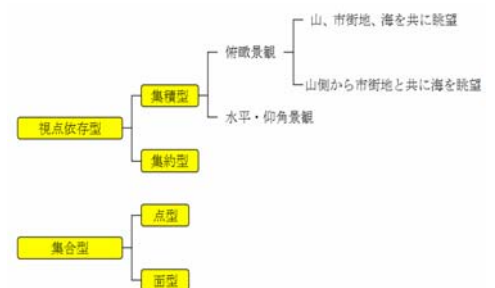 山、市街地、海を共に眺望
俯瞰景観
山側から市街地と共に海を眺望
集積型
水平・仰角景観
視点依存型
集約型
点型
集合型
面型